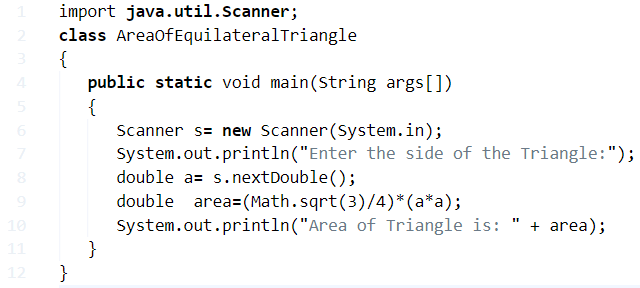 1 import java.util.Scanner;
2 class AreaOfEquilateralTriangle
3 {
4 public static void main(String args[])
5 {
6 Scanner s= new Scanner(System.in);
7 System.out.println("Enter the side of the Triangle:");
8 double a= s.nextDouble();
9 double  area=(Math.sqrt(3)/4)*(a*a);
10 System.out.println("Area of Triangle is: " + area);
11 }
12 }